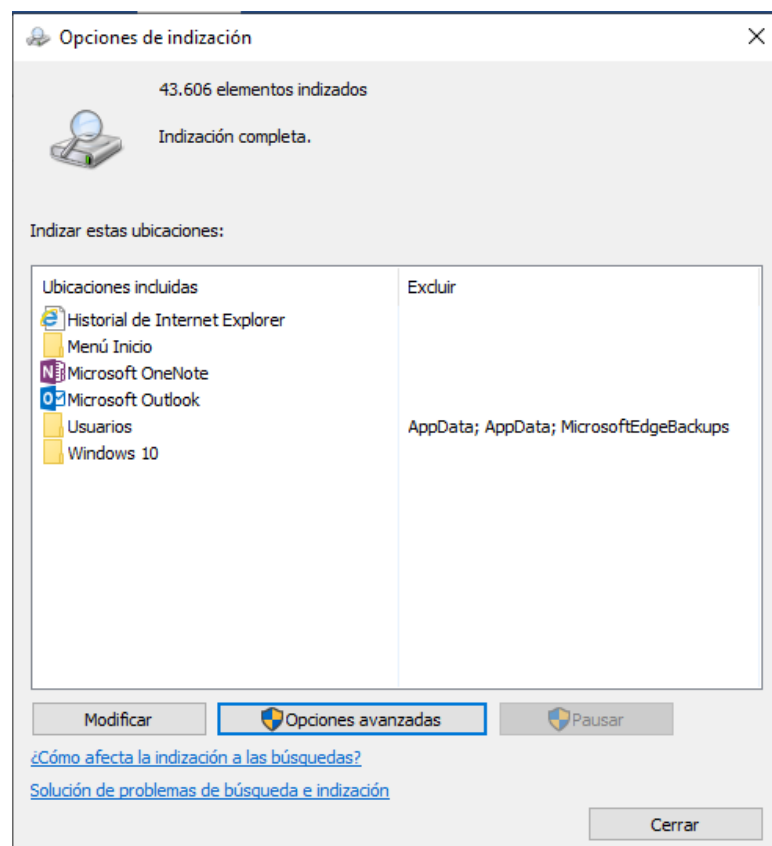 Opciones de indización
43.606 elementos indizados
Indización completa.
Indizar estas ubicaciones:
Ubicaciones incluidas Excluir
Historial de Internet Explorer
Menú Inicio
Microsoft OneNote
Microsoft Outlook
Usuarios AppData; AppData; MicrosoftEdgeBackups
Windows 10
Modificar Opciones avanzadas Pausar
¿Cómo afecta la indización a las búsquedas?
Solución de problemas de búsqueda e indización
Cerrar